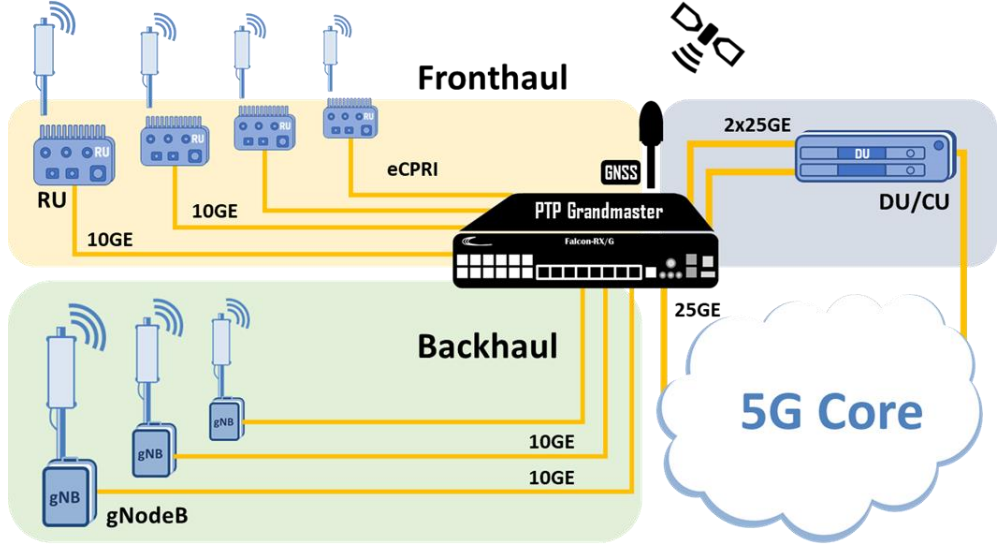 Fronthaul
2x25GE
DU
DU/CU
RU
RU
RU
RU
RU
eCPRI
10GE
10GE
GNSS
PTP Grandmaster
Falcon-RX/G
25GE
Backhaul
5G Core
gNB
gNB
gNB
10GE
10GE
gNodeB